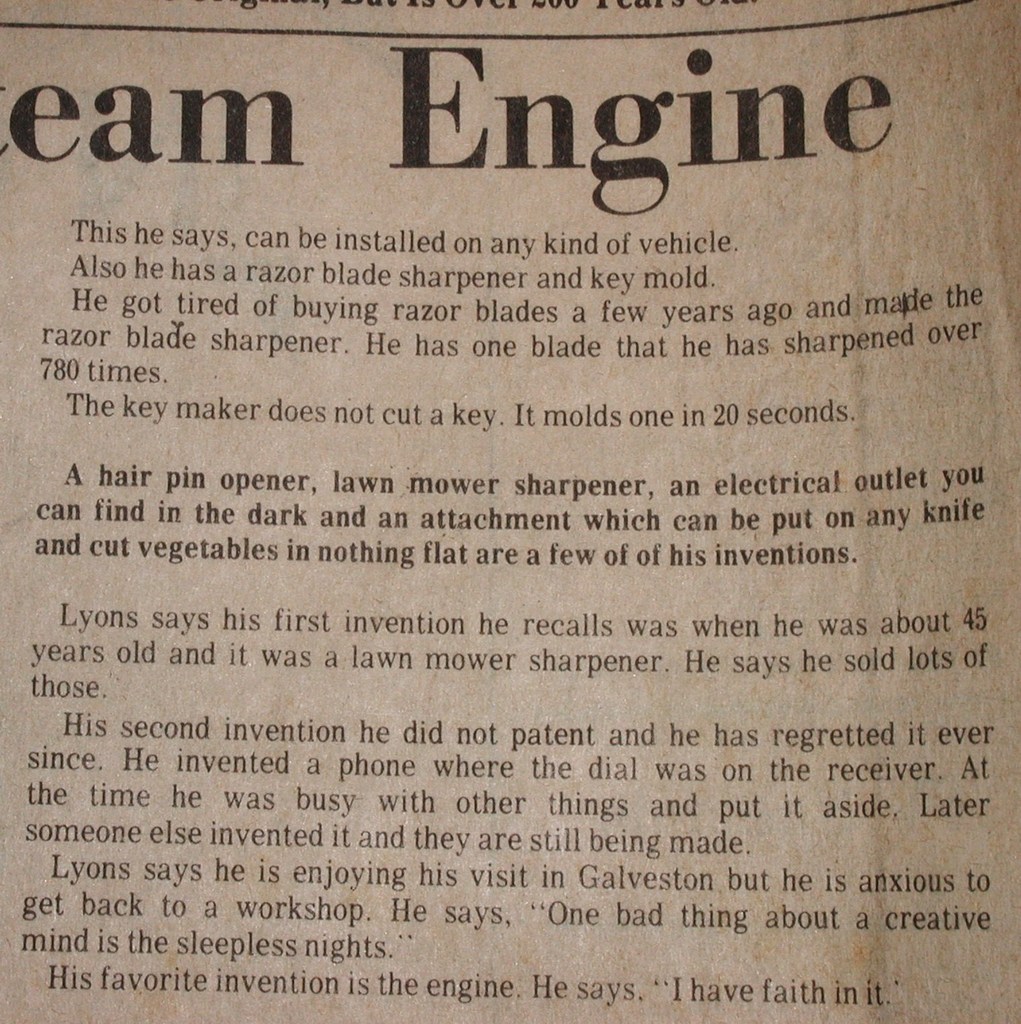 Original, But Is Over 200 Years Old.
team Engine
This he says, can be installed on any kind of vehicle.
Also he has a razor blade sharpener and key mold.
He got tired of buying razor blades a few years ago and made the
razor blade sharpener. He has one blade that he has sharpened over
780 times.
The key maker does not cut a key. It molds one in 20 seconds.
A hair pin opener, lawn mower sharpener, an electrical outlet you
can find in the dark and an attachment which can be put on any knife
and cut vegetables in nothing flat are a few of of his inventions.
Lyons says his first invention he recalls was when he was about 45
years old and it was a lawn mower sharpener. He says he sold lots of
those.
His second invention he did not patent and he has regretted it ever
since. He invented a phone where the dial was on the receiver. At
the time he was busy with other things and put it aside. Later
someone else invented it and they are still being made.
Lyons says he is enjoying his visit in Galveston but he is anxious to
get back to a workshop. He says, "One bad thing about a creative
mind is the sleepless nights."
His favorite invention is the engine. He says. "I have faith in it.'